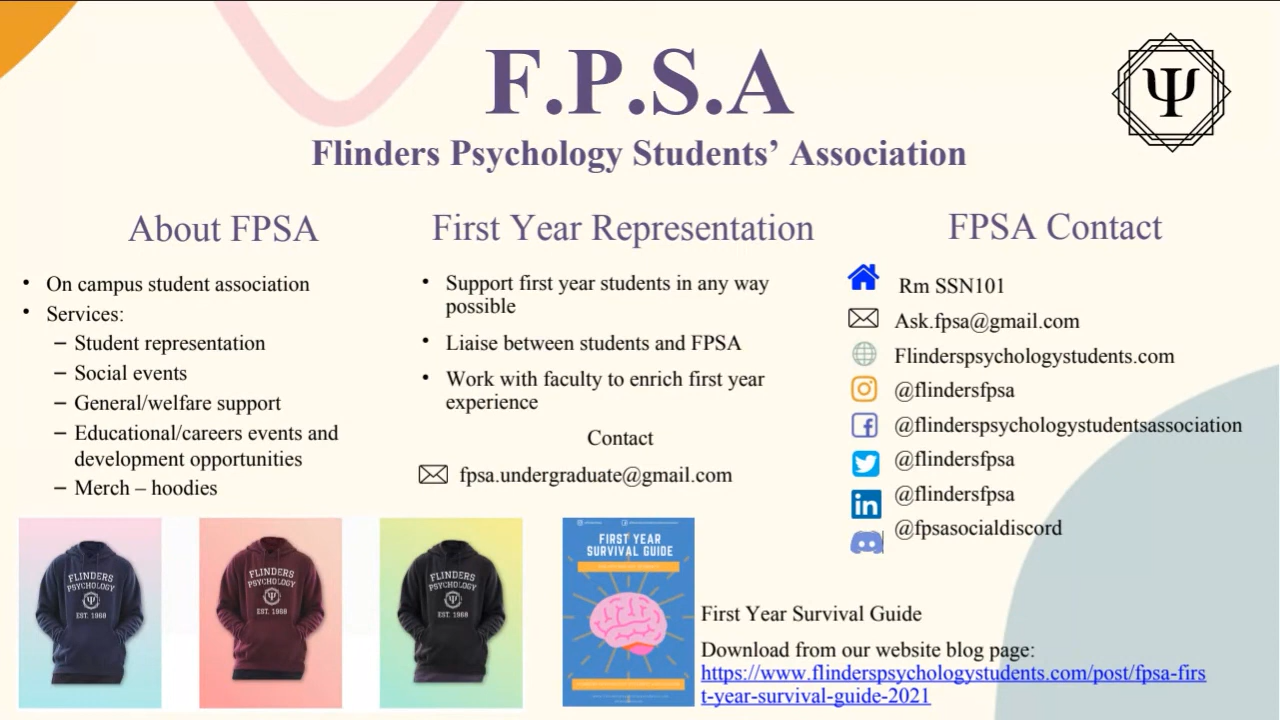 F.P.S.A
Flinders Psychology Students’ Association
Ψ
About FPSA
• On campus student association
• Services:
– Student representation
– Social events
– General/welfare support
– Educational/careers events and
development opportunities
– Merch – hoodies
First Year Representation
• Support first year students in any way
possible
• Liaise between students and FPSA
• Work with faculty to enrich first year
experience
Contact
fpsa.undergraduate@gmail.com
FPSA Contact
Rm SSN101
Ask.fpsa@gmail.com
Flinderspsychologystudents.com
@flindersfpsa
@flinderspsychologystudentsassociation
@flindersfpsa
@flindersfpsa
@fpsasocialdiscord
FLINDERS
PSYCHOLOGY
Ψ
EST. 1968
FLINDERS
PSYCHOLOGY
Ψ
EST. 1968
FLINDERS
PSYCHOLOGY
Ψ
EST. 1968
FIRST YEAR
SURVIVAL GUIDE
First Year Survival Guide
Download from our website blog page:
https://www.flinderspsychologystudents.com/post/fpsa-firs
t-year-survival-guide-2021